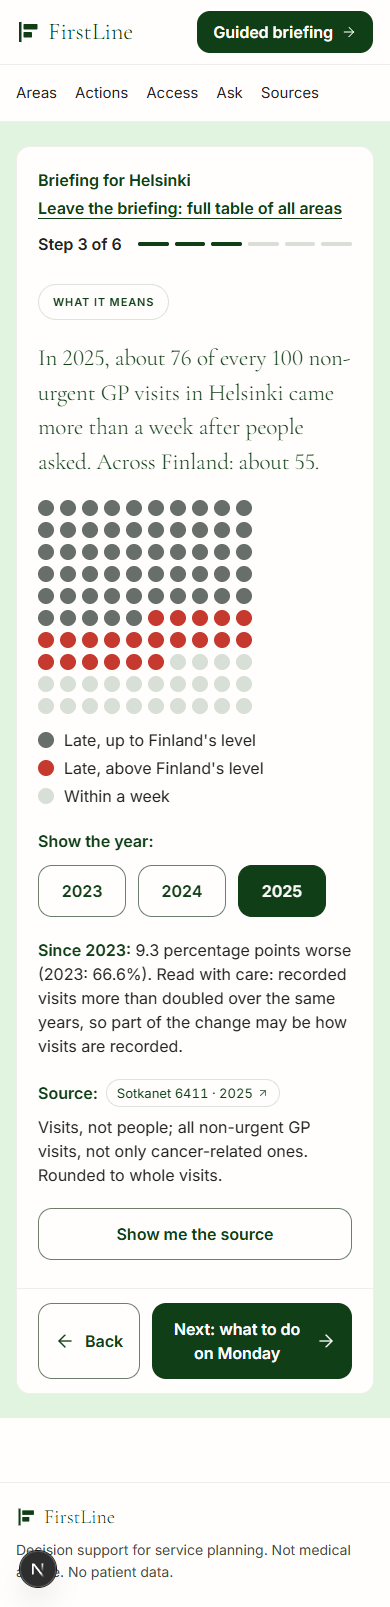 FirstLine
Guided briefing →
Areas Actions Access Ask Sources
Briefing for Helsinki
Leave the briefing: full table of all areas
Step 3 of 6
WHAT IT MEANS
In 2025, about 76 of every 100 non-
urgent GP visits in Helsinki came
more than a week after people
asked. Across Finland: about 55.
Late, up to Finland's level
Late, above Finland's level
Within a week
Show the year:
2023 2024 2025
Since 2023: 9.3 percentage points worse
(2023: 66.6%). Read with care: recorded
visits more than doubled over the same
years, so part of the change may be how
visits are recorded.
Source: Sotkanet 6411 · 2025 ↗
Visits, not people; all non-urgent GP
visits, not only cancer-related ones.
Rounded to whole visits.
Show me the source
← Back
Next: what to do
on Monday →
FirstLine
Decision support for service planning. Not medical
No patient data.
N